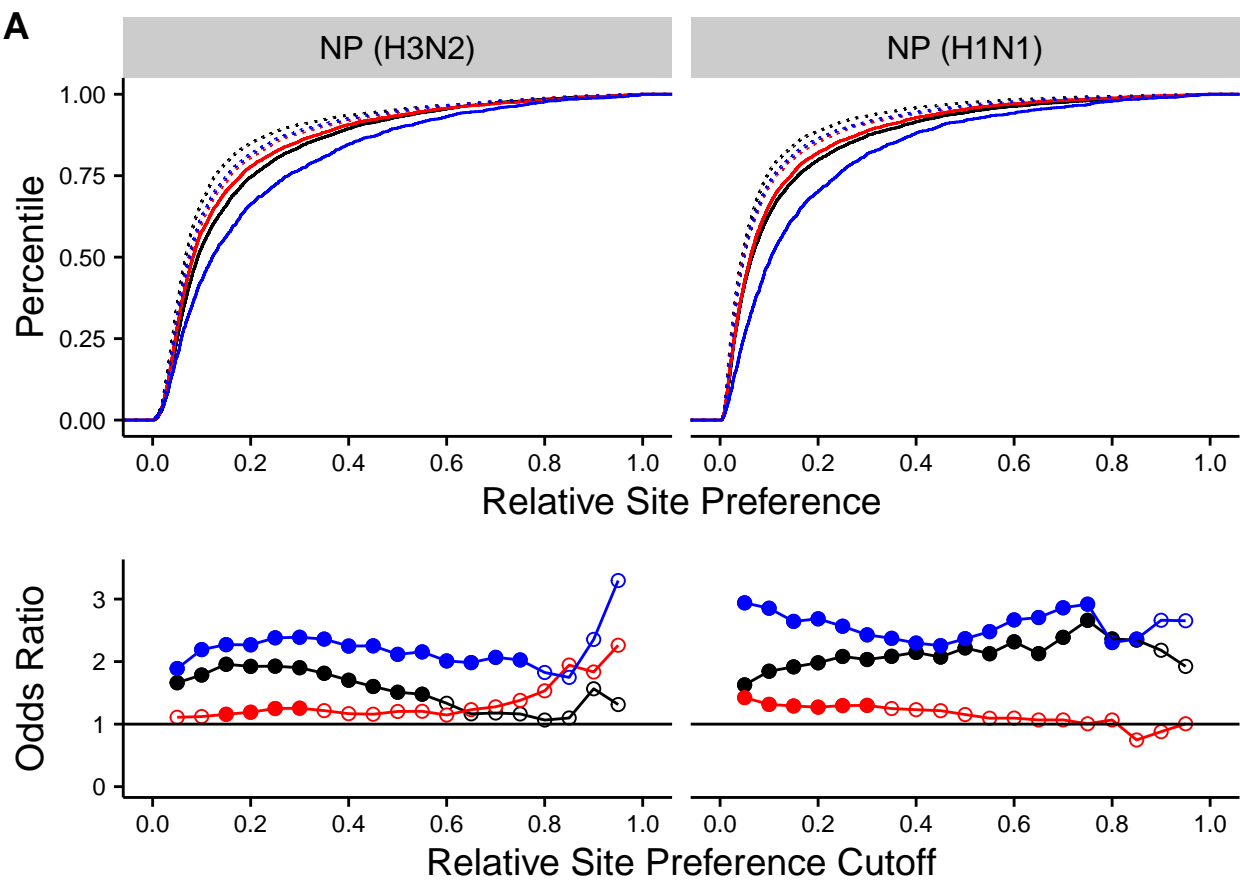 A
NP (H3N2)
NP (H1N1)
Percentile
1.00
0.75
0.50
0.25
0.00
0.0 0.2 0.4 0.6 0.8 1.0
0.0 0.2 0.4 0.6 0.8 1.0
Relative Site Preference
Odds Ratio
3
2
1
0
0.0 0.2 0.4 0.6 0.8 1.0
0.0 0.2 0.4 0.6 0.8 1.0
Relative Site Preference Cutoff